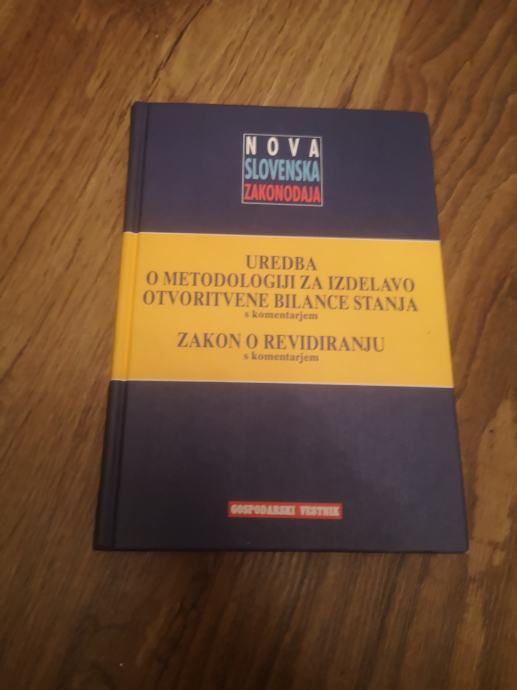 NOVA
SLOVENSKA
ZAKONODAJA
UREDBA
O METODOLOGIJI ZA IZDELAVO
OTVORITVENE BILANCE STANJA
s komentarjem
ZAKON O REVIDIRANJU
s komentarjem
GOSPODARSKI VESTNIK